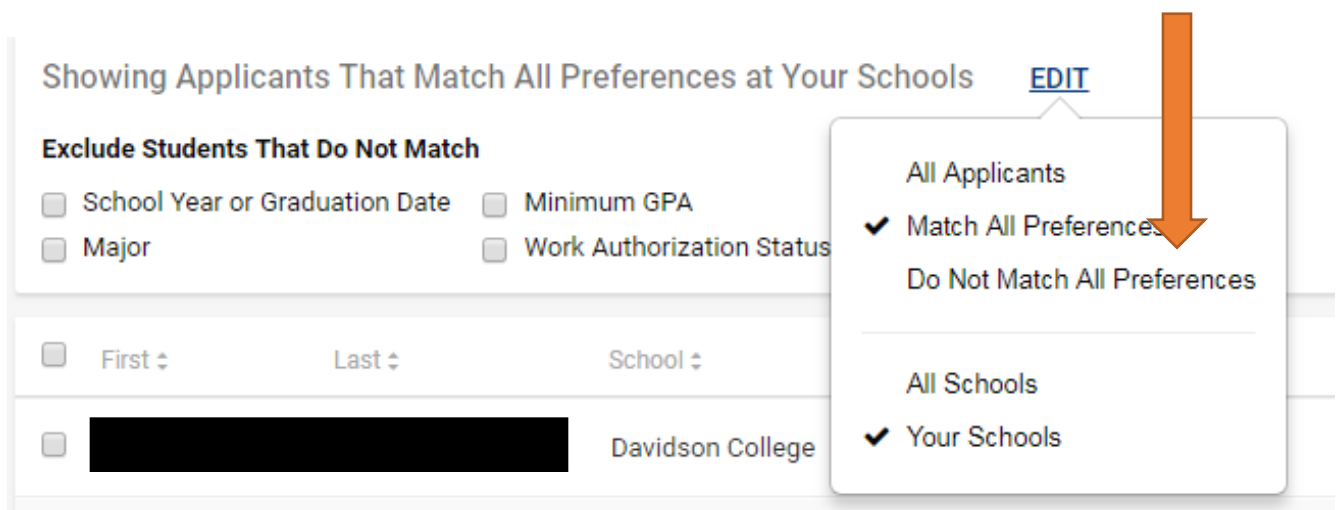 Showing Applicants That Match All Preferences at Your Schools EDIT
Exclude Students That Do Not Match
School Year or Graduation Date Minimum GPA
Major Work Authorization Status
All Applicants
Match All Preferences
Do Not Match All Preferences
All Schools
Your Schools
First Last School
Davidson College